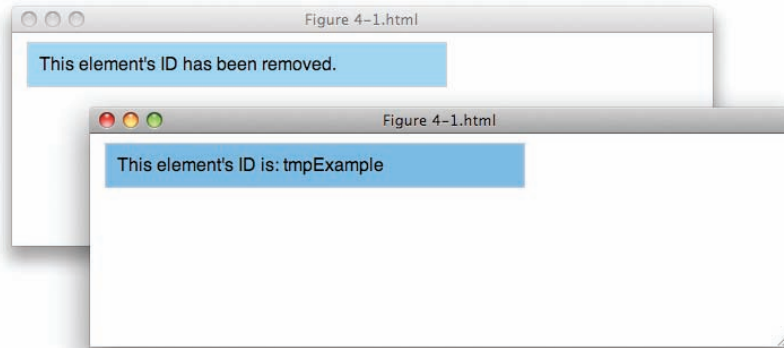 Figure 4-1.html
This element's ID has been removed.
Figure 4-1.html
This element's ID is: tmpExample